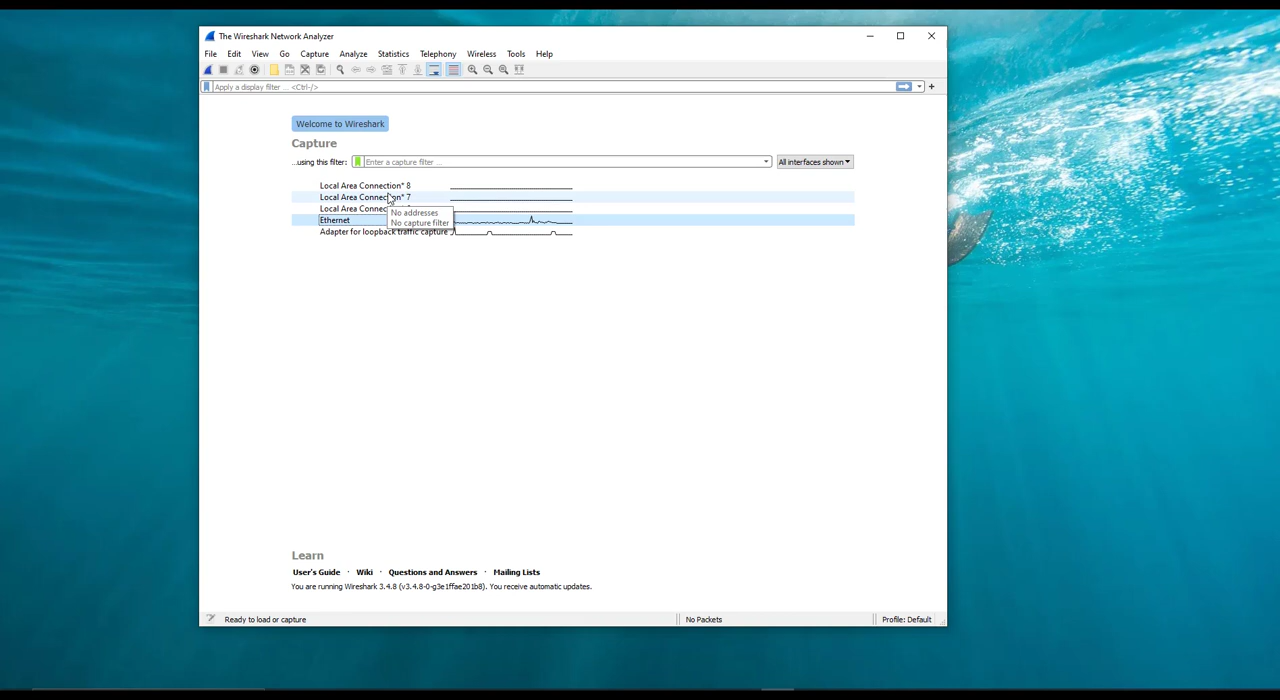 The Wireshark Network Analyzer
File Edit View Go Capture Analyze Statistics Telephony Wireless Tools Help
Apply a display filter ... <Ctrl-/>
Welcome to Wireshark
Capture
...using this filter: Enter a capture filter ... All interfaces shown
Local Area Connection* 8
Local Area Connection* 7
Local Area
No addresses
No capture filter
Ethernet
Adapter for loopback traffic capture
Learn
User's Guide · Wiki · Questions and Answers · Mailing Lists
You are running Wireshark 3.4.8 (v3.4.8-0-g3e1ffae201b8). You receive automatic updates.
Ready to load or capture No Packets Profile: Default